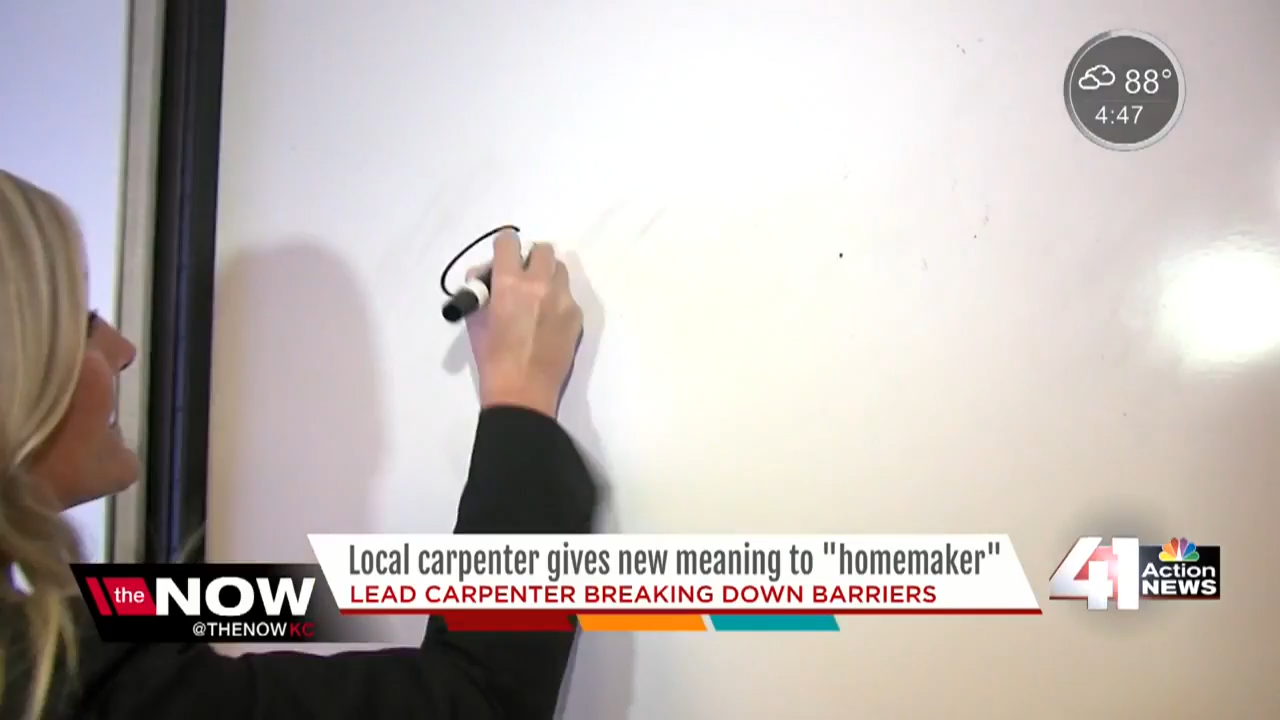 88°
4:47
Local carpenter gives new meaning to "homemaker"
LEAD CARPENTER BREAKING DOWN BARRIERS
the NOW
@THENOWKC
41 Action
NEWS